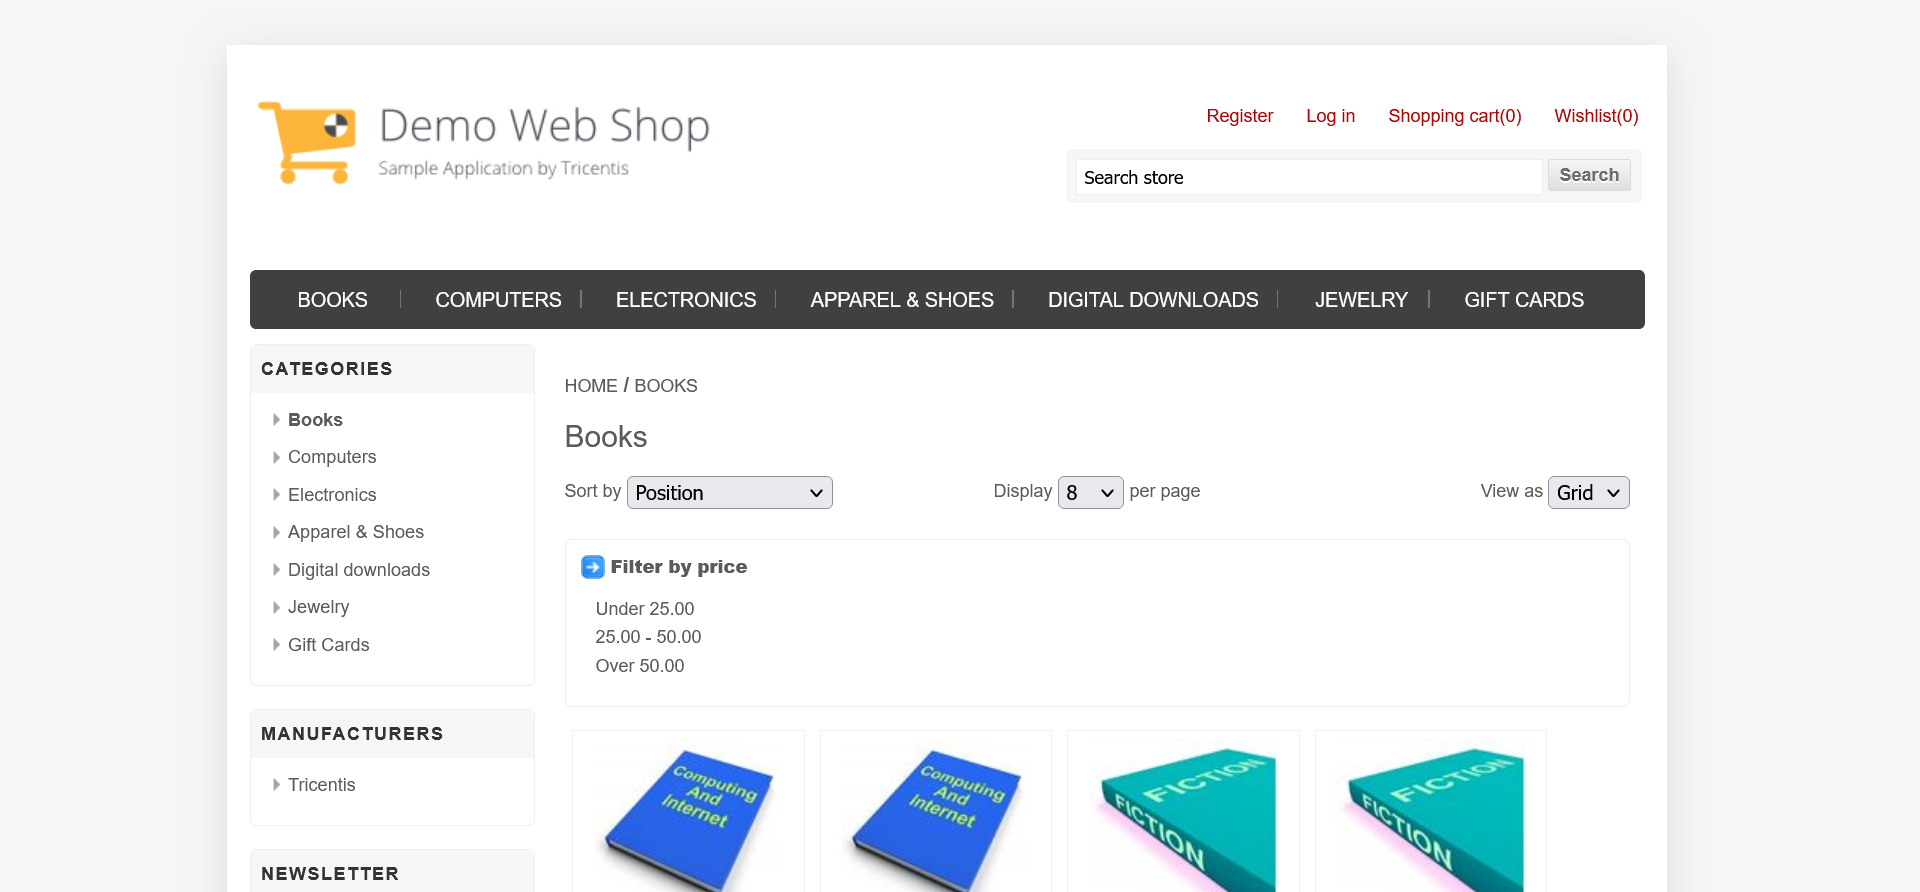 Demo Web Shop
Sample Application by Tricentis
Register Log in Shopping cart(0) Wishlist(0)
Search store Search
BOOKS COMPUTERS ELECTRONICS APPAREL & SHOES DIGITAL DOWNLOADS JEWELRY GIFT CARDS
CATEGORIES
Books
Computers
Electronics
Apparel & Shoes
Digital downloads
Jewelry
Gift Cards
MANUFACTURERS
Tricentis
NEWSLETTER
HOME / BOOKS
Books
Sort by Position Display 8 per page View as Grid
Filter by price
Under 25.00
25.00 - 50.00
Over 50.00
Computing
And
Internet
Computing
And
Internet
FICTION
FICTION
FICTION
FICTION